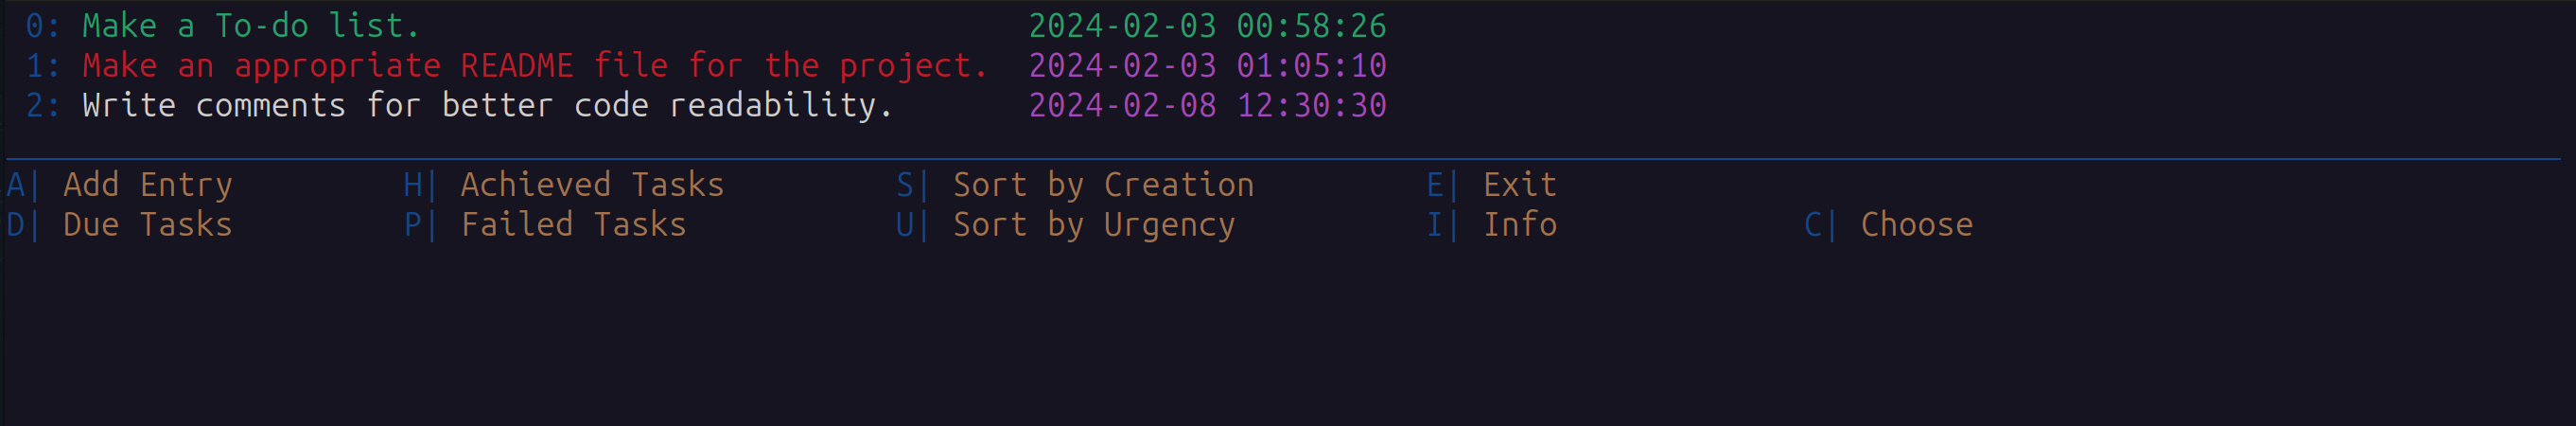 0: Make a To-do list. 2024-02-03 00:58:26
1: Make an appropriate README file for the project. 2024-02-03 01:05:10
2: Write comments for better code readability. 2024-02-08 12:30:30
A| Add Entry H| Achieved Tasks S| Sort by Creation E| Exit
D| Due Tasks P| Failed Tasks U| Sort by Urgency I| Info C| Choose